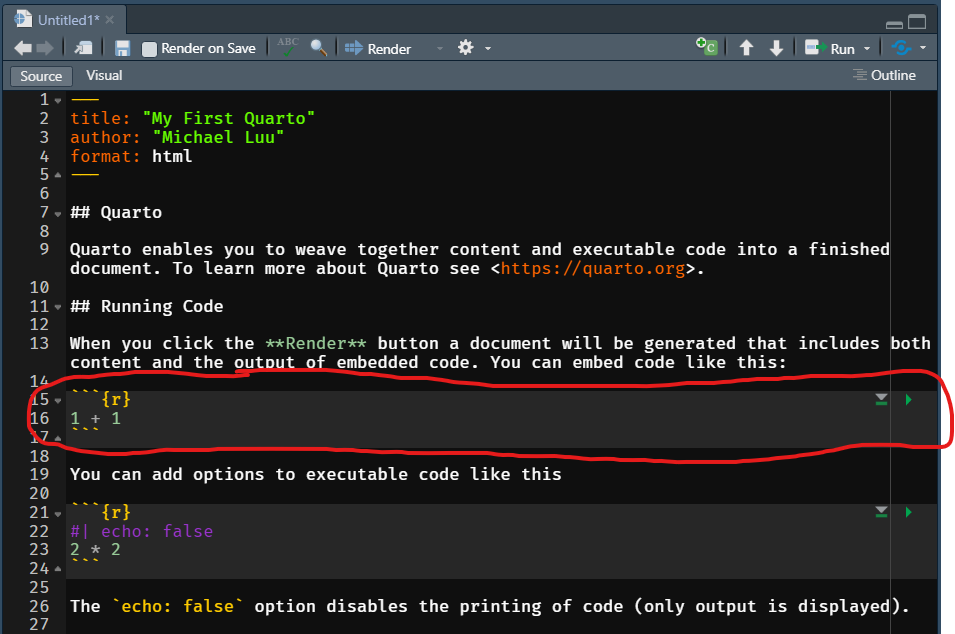 Untitled1*
Render on Save
ABC
Render
C
Run
Source
Visual
Outline
1 ---
2 title: "My First Quarto"
3 author: "Michael Luu"
4 format: html
5 ---
6
7 ## Quarto
8
9 Quarto enables you to weave together content and executable code into a finished
document. To learn more about Quarto see <https://quarto.org>.
10
11 ## Running Code
12
13 When you click the **Render** button a document will be generated that includes both
content and the output of embedded code. You can embed code like this:
14
15 ```{r}
16 1 + 1
17 ```
18
19 You can add options to executable code like this
20
21 ```{r}
22 #| echo: false
23 2 * 2
24 ```
25
26 The `echo: false` option disables the printing of code (only output is displayed).
27